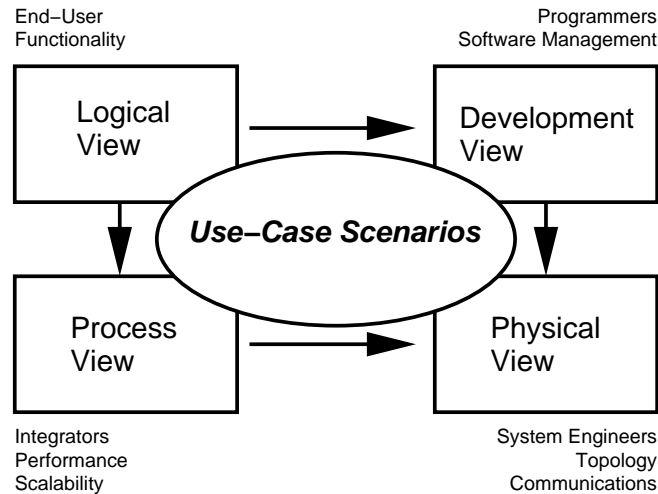 End–User
Functionality
Programmers
Software Management
Logical
View
Development
View
Use–Case Scenarios
Process
View
Physical
View
Integrators
Performance
Scalability
System Engineers
Topology
Communications